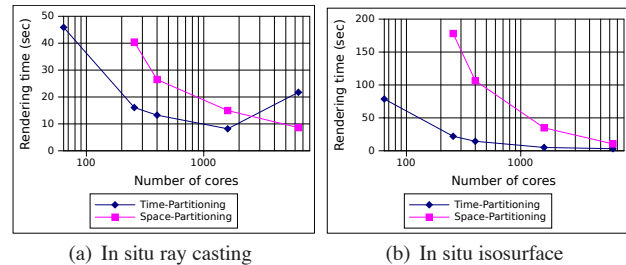 50
40
30
20
10
0
Rendering time (sec)
100 1000
Number of cores
Time-Partitioning
Space-Partitioning
(a) In situ ray casting
200
150
100
50
0
Rendering time (sec)
100 1000
Number of cores
Time-Partitioning
Space-Partitioning
(b) In situ isosurface